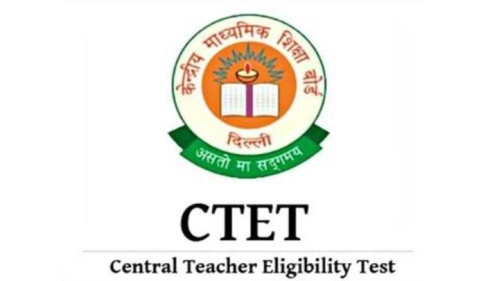 केन्द्रीय माध्यमिक शिक्षा बोर्ड
दिल्ली
असतो मा सद्गमय
CTET
Central Teacher Eligibility Test